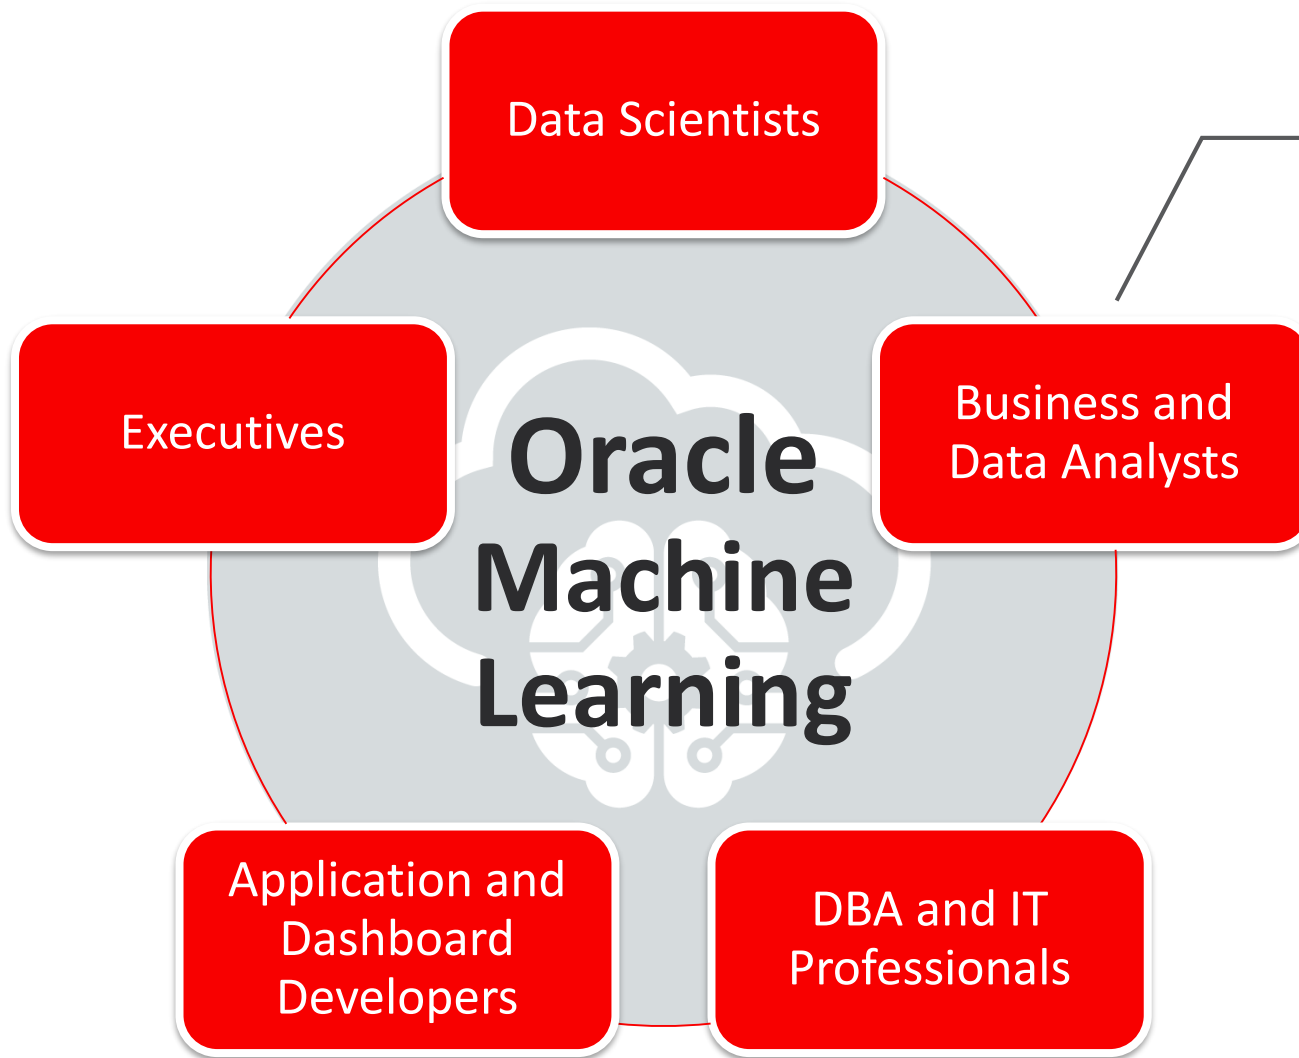 Data Scientists
Executives
Business and
Data Analysts
Oracle
Machine
Learning
Application and
Dashboard
Developers
DBA and IT
Professionals